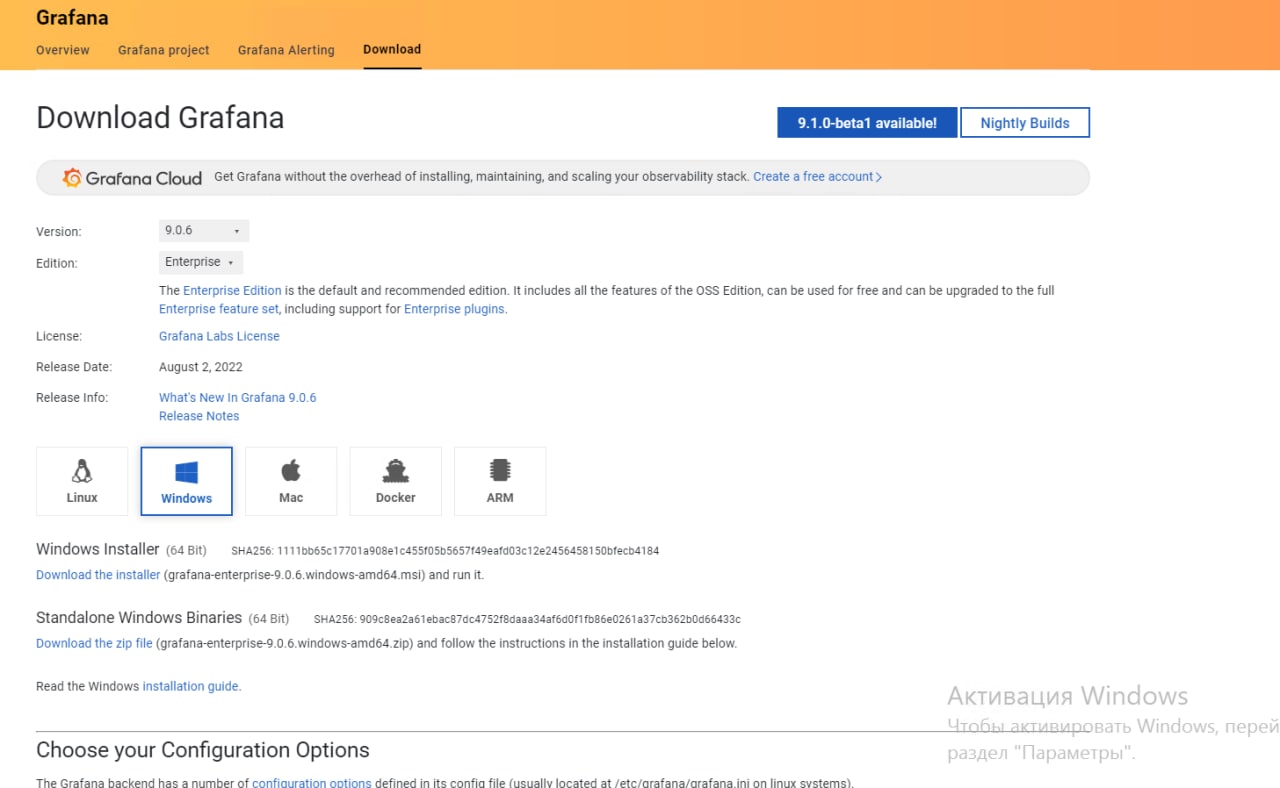 Grafana
Overview Grafana project Grafana Alerting Download
Download Grafana
9.1.0-beta1 available! Nightly Builds
Grafana Cloud Get Grafana without the overhead of installing, maintaining, and scaling your observability stack. Create a free account
Version: 9.0.6
Edition: Enterprise
The Enterprise Edition is the default and recommended edition. It includes all the features of the OSS Edition, can be used for free and can be upgraded to the full
Enterprise feature set, including support for Enterprise plugins.
License: Grafana Labs License
Release Date: August 2, 2022
Release Info: What's New In Grafana 9.0.6
Release Notes
Linux Windows Mac Docker ARM
Windows Installer (64 Bit) SHA256: 1111bb65c17701a908e1c455f05b5657f49eafd03c12e2456458150bfecb4184
Download the installer (grafana-enterprise-9.0.6.windows-amd64.msi) and run it.
Standalone Windows Binaries (64 Bit) SHA256: 909c8ea2a61ebac87dc4752f8daaa34af6d0f1fb86e0261a37cb362b0d66433c
Download the zip file (grafana-enterprise-9.0.6.windows-amd64.zip) and follow the instructions in the installation guide below.
Read the Windows installation guide.
Активация Windows
Чтобы активировать Windows, перей
раздел "Параметры".
Choose your Configuration Options
The Grafana backend has a number of configuration options defined in its config file (usually located at /etc/grafana/grafana.ini on linux systems).